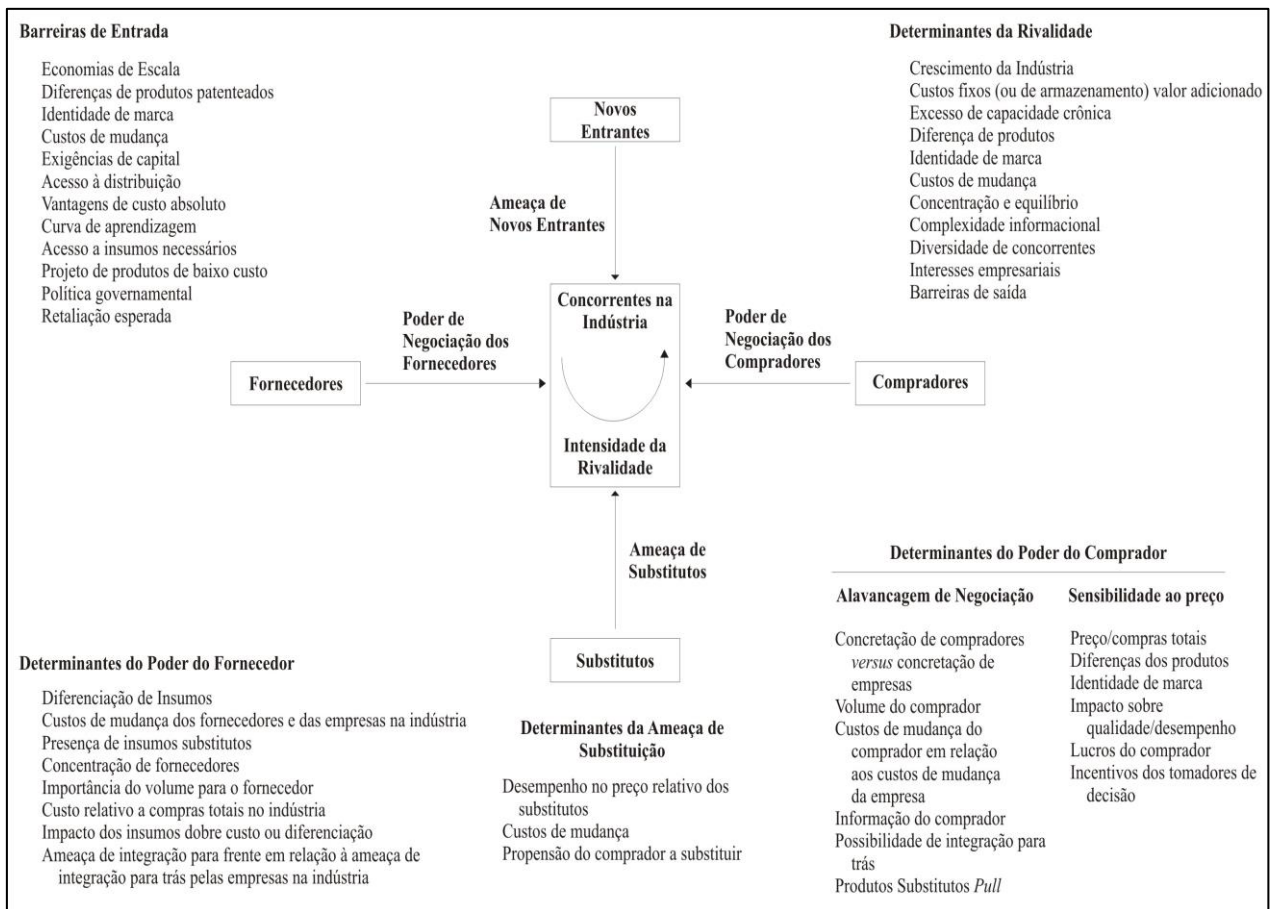 Barreiras de Entrada
Economias de Escala
Diferenças de produtos patenteados
Identidade de marca
Custos de mudança
Exigências de capital
Acesso à distribuição
Vantagens de custo absoluto
Curva de aprendizagem
Acesso a insumos necessários
Projeto de produtos de baixo custo
Política governamental
Retaliação esperada
Novos
Entrantes
Ameaça de
Novos Entrantes
Determinantes da Rivalidade
Crescimento da Indústria
Custos fixos (ou de armazenamento) valor adicionado
Excesso de capacidade crônica
Diferença de produtos
Identidade de marca
Custos de mudança
Concentração e equilíbrio
Complexidade informacional
Diversidade de concorrentes
Interesses empresariais
Barreiras de saída
Fornecedores
Poder de
Negociação dos
Fornecedores
Concorrentes na
Indústria
Intensidade da
Rivalidade
Poder de
Negociação dos
Compradores
Compradores
Ameaça de
Substitutos
Substitutos
Determinantes do Poder do Fornecedor
Diferenciação de Insumos
Custos de mudança dos fornecedores e das empresas na indústria
Presença de insumos substitutos
Concentração de fornecedores
Importância do volume para o fornecedor
Custo relativo a compras totais no indústria
Impacto dos insumos dobre custo ou diferenciação
Ameaça de integração para frente em relação à ameaça de
integração para trás pelas empresas na indústria
Determinantes da Ameaça de
Substituição
Desempenho no preço relativo dos
substitutos
Custos de mudança
Propensão do comprador a substituir
Determinantes do Poder do Comprador
Alavancagem de Negociação
Concretação de compradores
versus concretação de
empresas
Volume do comprador
Custos de mudança do
comprador em relação
aos custos de mudança
da empresa
Informação do comprador
Possibilidade de integração para
trás
Produtos Substitutos Pull
Sensibilidade ao preço
Preço/compras totais
Diferenças dos produtos
Identidade de marca
Impacto sobre
qualidade/desempenho
Lucros do comprador
Incentivos dos tomadores de
decisão